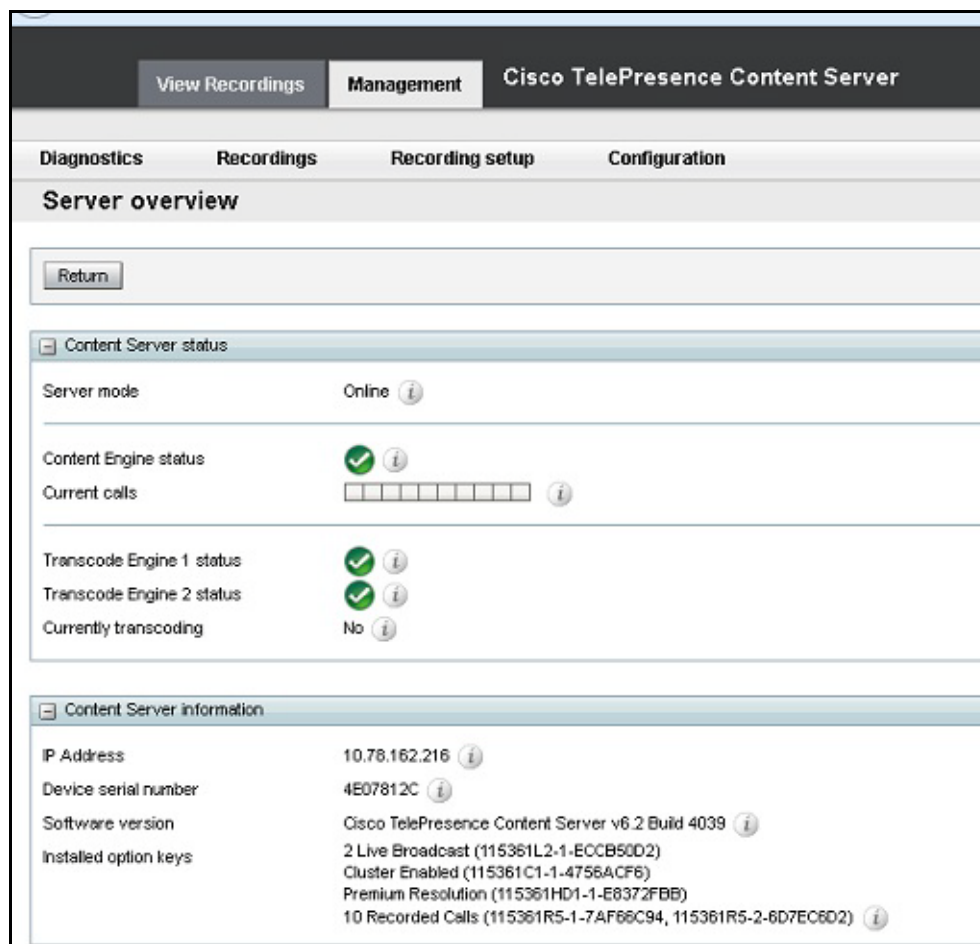 View Recordings Management Cisco TelePresence Content Server
Diagnostics Recordings Recording setup Configuration
Server overview
Return
Content Server status
Server mode Online
Content Engine status
Current calls
Transcode Engine 1 status
Transcode Engine 2 status
Currently transcoding No
Content Server information
IP Address 10.78.162.216
Device serial number 4E07812C
Software version Cisco TelePresence Content Server v6.2 Build 4039
Installed option keys 2 Live Broadcast (115361L2-1-ECCB50D2)
Cluster Enabled (115361C1-1-4756ACF6)
Premium Resolution (115361HD1-1-E8372FBB)
10 Recorded Calls (115361R5-1-7AF66C94, 115361R5-2-6D7EC6D2)